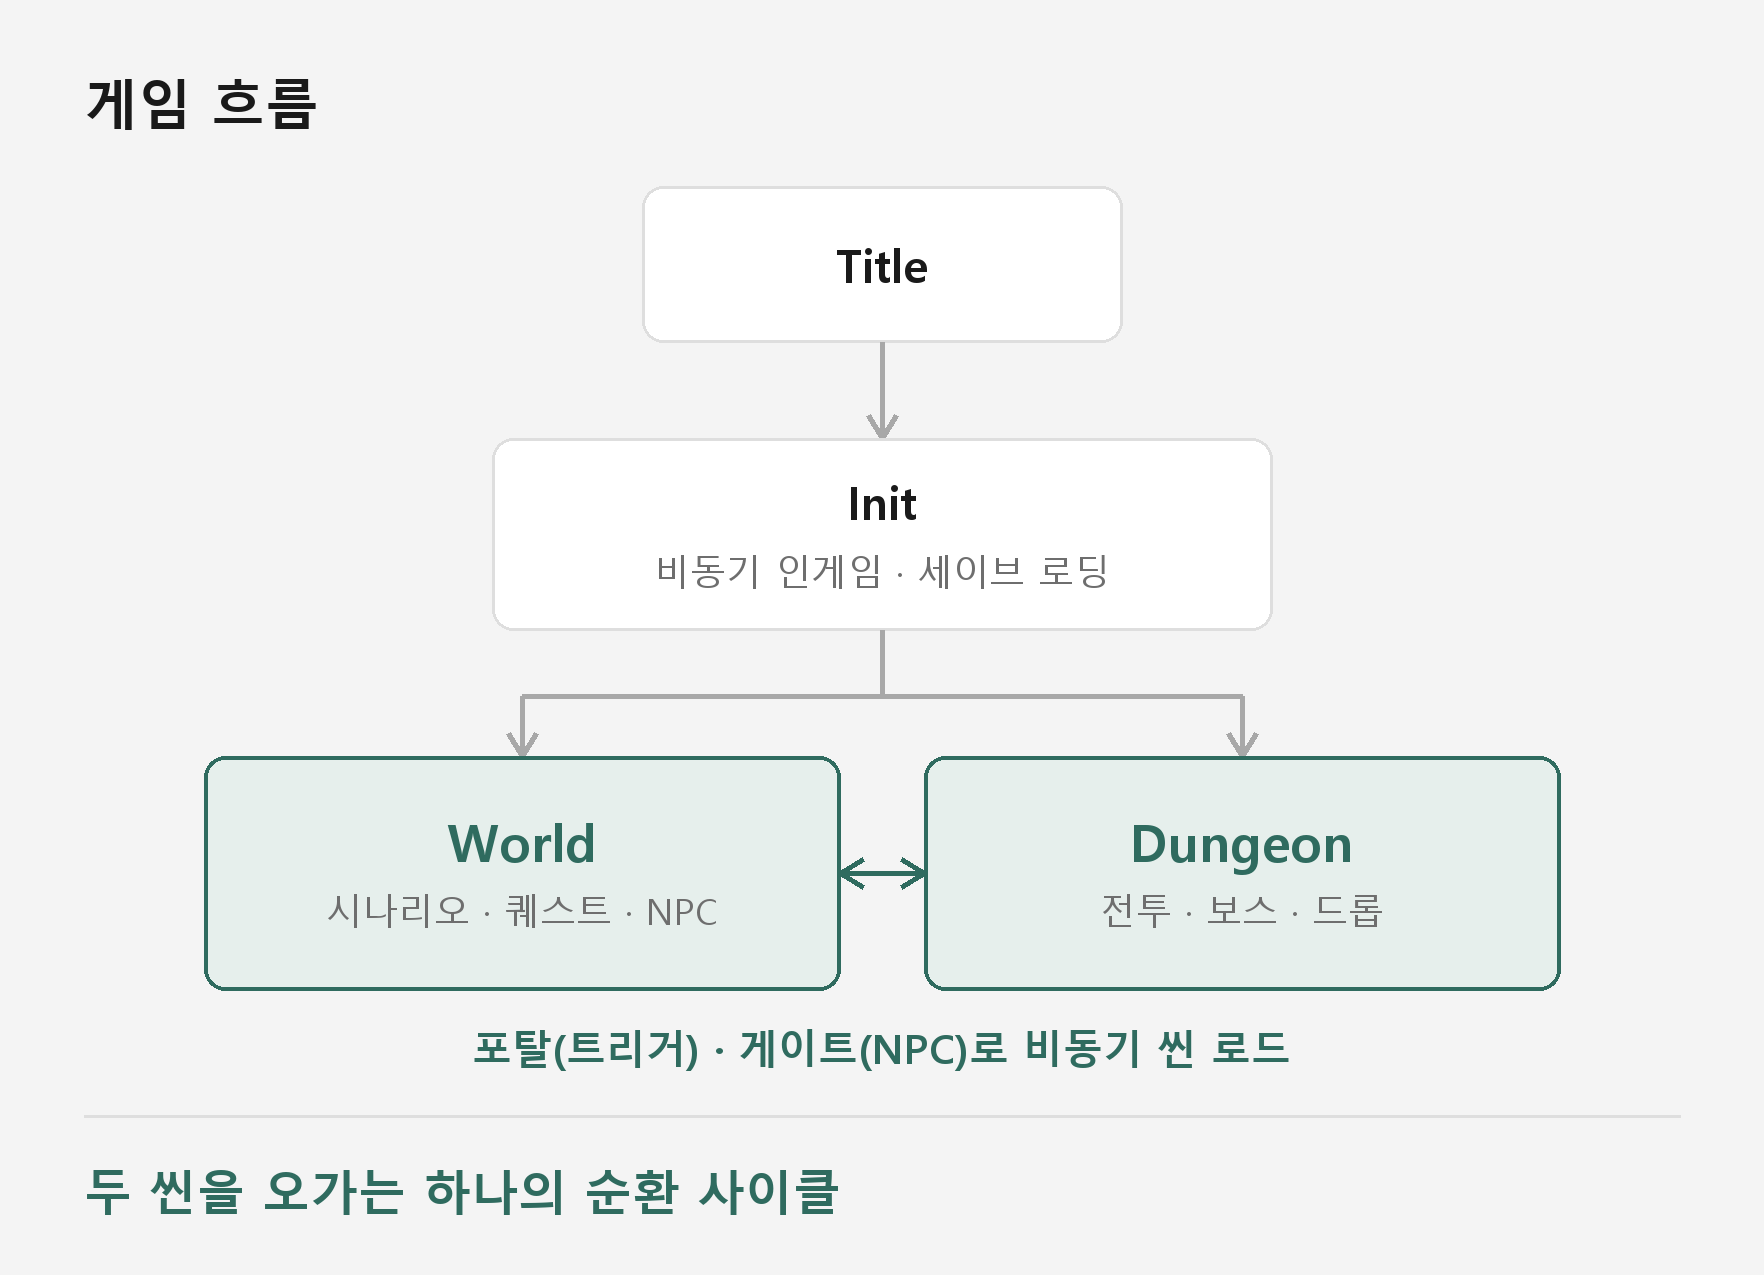 게임 흐름
Title
Init
비동기 인게임 · 세이브 로딩
World
시나리오 · 퀘스트 · NPC
Dungeon
전투 · 보스 · 드롭
포탈(트리거) · 게이트(NPC)로 비동기 씬 로드
두 씬을 오가는 하나의 순환 사이클